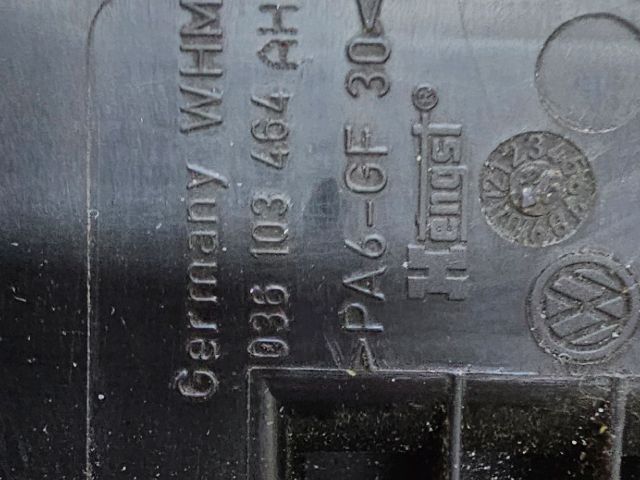 Germany WHM
036 103 464 AH
>PA6-GF 30<
Hengst®